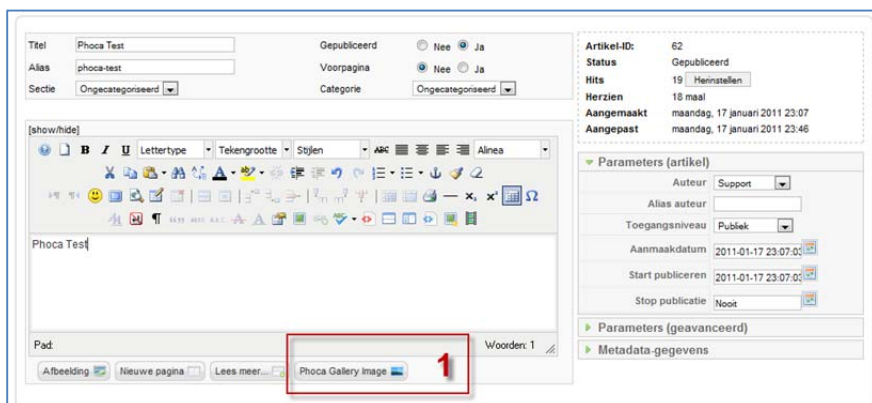 Titel Phoca Test Gepubliceerd Nee Ja
Alias phoca-test Voorpagina Nee Ja
Sectie Ongecategoriseerd Categorie Ongecategoriseerd
[show/hide]
B I U Lettertype Tekengrootte Stijlen ABC Alinea
Phoca Test
Pad: Woorden: 1
Afbeelding Nieuwe pagina Lees meer... Phoca Gallery Image 1
Artikel-ID: 62
Status Gepubliceerd
Hits 19 Herinstellen
Herzien 18 maal
Aangemaakt maandag, 17 januari 2011 23:07
Aangepast maandag, 17 januari 2011 23:46
Parameters (artikel)
Auteur Support
Alias auteur
Toegangsniveau Publiek
Aanmaakdatum 2011-01-17 23:07:03
Start publiceren 2011-01-17 23:07:03
Stop publicatie Nooit
Parameters (geavanceerd)
Metadata-gegevens